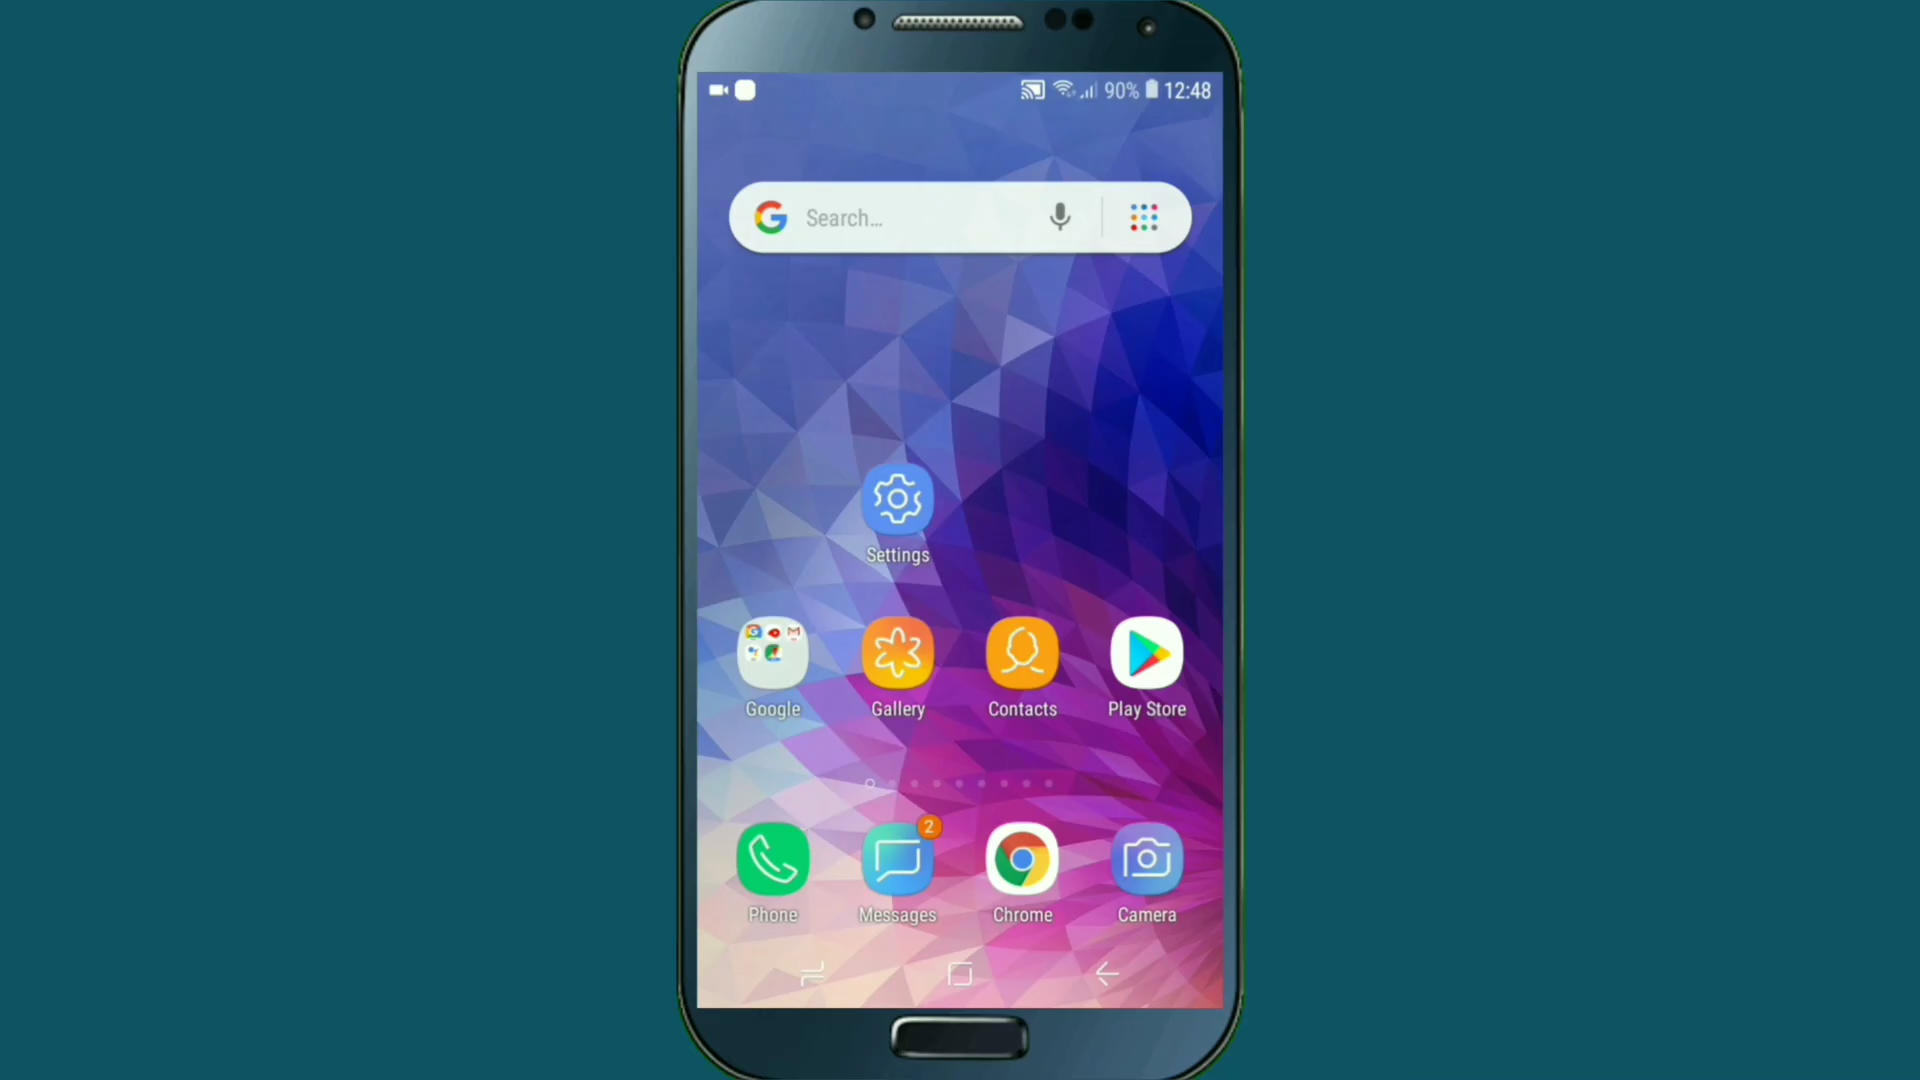 90% 12:48
Search...
Settings
Google Gallery Contacts Play Store
2
Phone Messages Chrome Camera